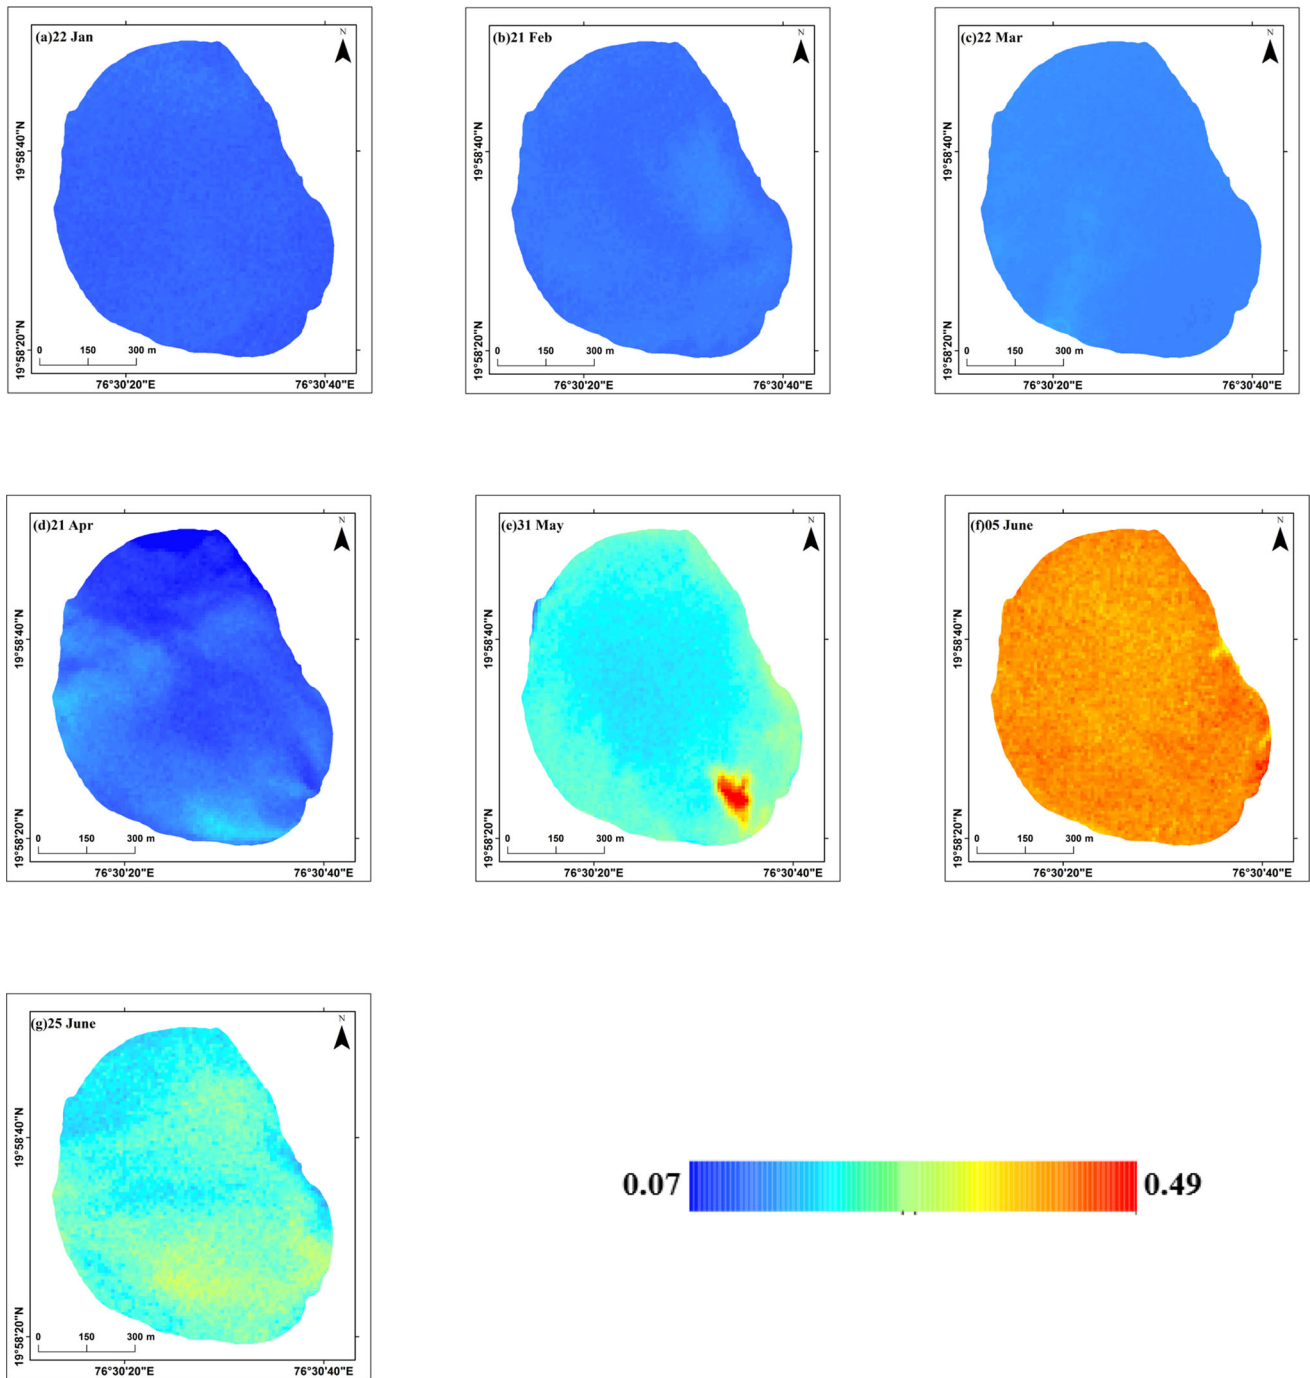 (a)22 Jan
N
19°58'40"N
19°58'20"N
0 150 300 m
76°30'20"E 76°30'40"E
(b)21 Feb
N
19°58'40"N
19°58'20"N
0 150 300 m
76°30'20"E 76°30'40"E
(c)22 Mar
N
19°58'40"N
19°58'20"N
0 150 300 m
76°30'20"E 76°30'40"E
(d)21 Apr
N
19°58'40"N
19°58'20"N
0 150 300 m
76°30'20"E 76°30'40"E
(e)31 May
N
19°58'40"N
19°58'20"N
0 150 300 m
76°30'20"E 76°30'40"E
(f)05 June
N
19°58'40"N
19°58'20"N
0 150 300 m
76°30'20"E 76°30'40"E
(g)25 June
N
19°58'40"N
19°58'20"N
0 150 300 m
76°30'20"E 76°30'40"E
0.07 0.49